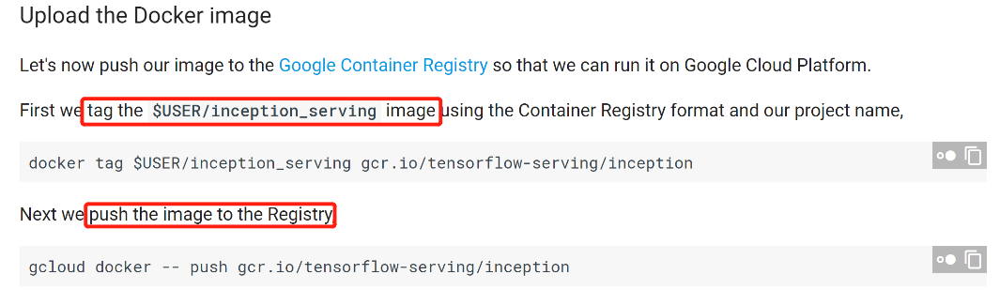 Upload the Docker image
Let's now push our image to the Google Container Registry so that we can run it on Google Cloud Platform.
First we tag the $USER/inception_serving image using the Container Registry format and our project name,
docker tag $USER/inception_serving gcr.io/tensorflow-serving/inception
Next we push the image to the Registry
gcloud docker -- push gcr.io/tensorflow-serving/inception